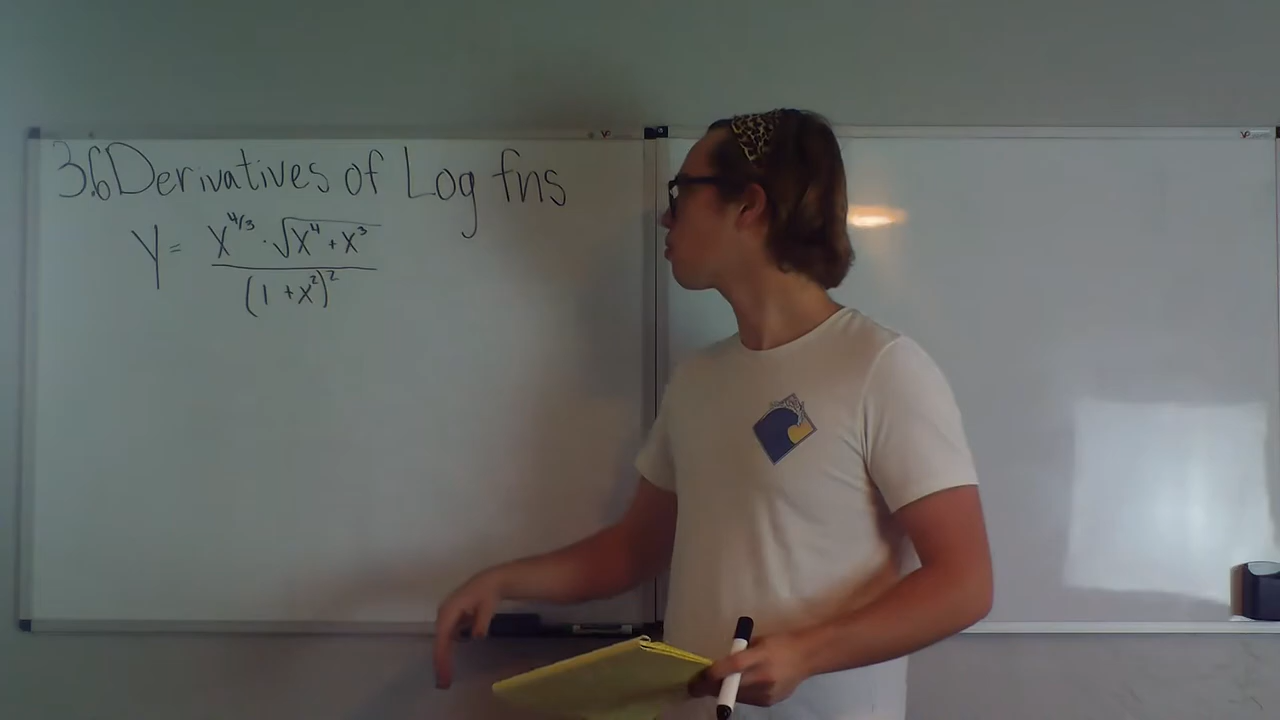 3.6 Derivatives of Log fns
Y = x^{4/3} · √(x^4 + x^3) / (1 + x^2)^2